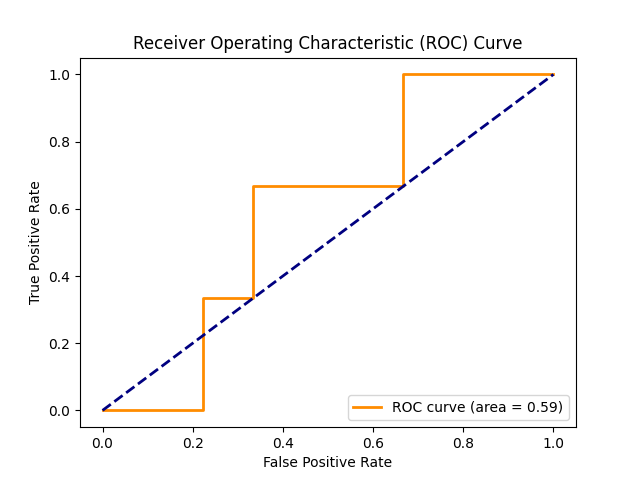 Receiver Operating Characteristic (ROC) Curve
True Positive Rate
1.0
0.8
0.6
0.4
0.2
0.0
ROC curve (area = 0.59)
0.0 0.2 0.4 0.6 0.8 1.0
False Positive Rate